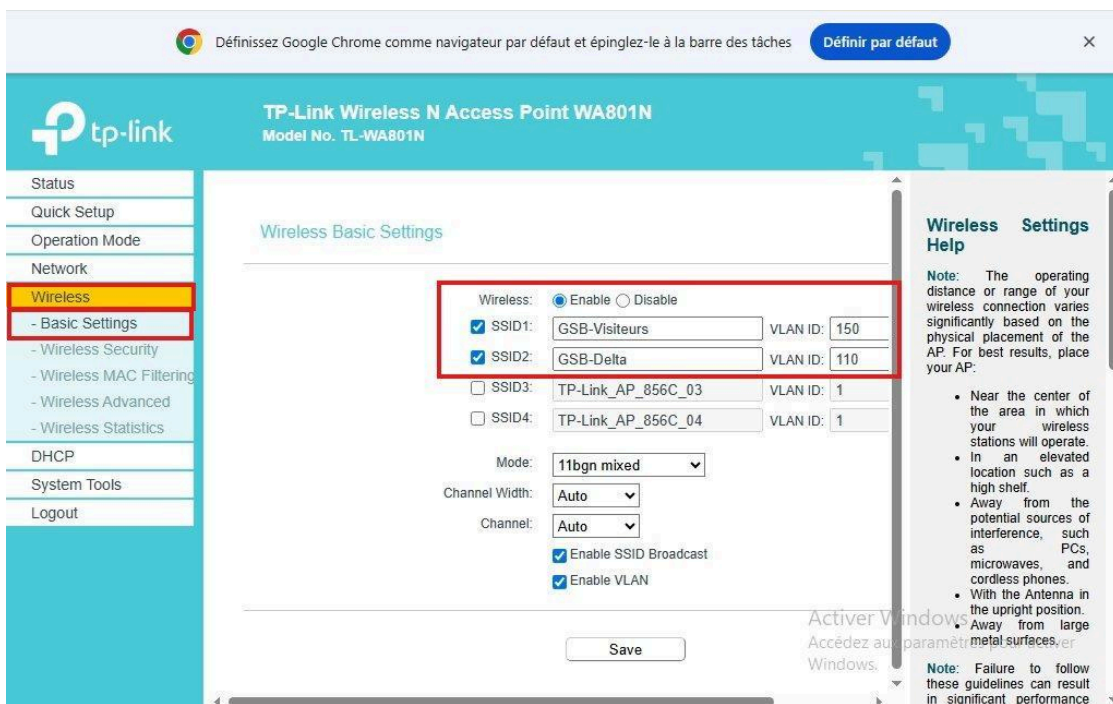 Définissez Google Chrome comme navigateur par défaut et épinglez-le à la barre des tâches
Définir par défaut
tp-link
TP-Link Wireless N Access Point WA801N
Model No. TL-WA801N
Status
Quick Setup
Operation Mode
Network
Wireless
- Basic Settings
- Wireless Security
- Wireless MAC Filtering
- Wireless Advanced
- Wireless Statistics
DHCP
System Tools
Logout
Wireless Basic Settings
Wireless: Enable Disable
SSID1: GSB-Visiteurs VLAN ID: 150
SSID2: GSB-Delta VLAN ID: 110
SSID3: TP-Link_AP_856C_03 VLAN ID: 1
SSID4: TP-Link_AP_856C_04 VLAN ID: 1
Mode: 11bgn mixed
Channel Width: Auto
Channel: Auto
Enable SSID Broadcast
Enable VLAN
Save
Wireless Settings
Help
Note: The operating
distance or range of your
wireless connection varies
significantly based on the
physical placement of the
AP. For best results, place
your AP:
• Near the center of
the area in which
your wireless
stations will operate.
• In an elevated
location such as a
high shelf.
• Away from the
potential sources of
interference, such
as PCs,
microwaves, and
cordless phones.
• With the Antenna in
the upright position.
• Away from large
metal surfaces.
Note: Failure to follow
these guidelines can result
in significant performance
Activer Windows
Accédez aux paramètres pour activer
Windows.